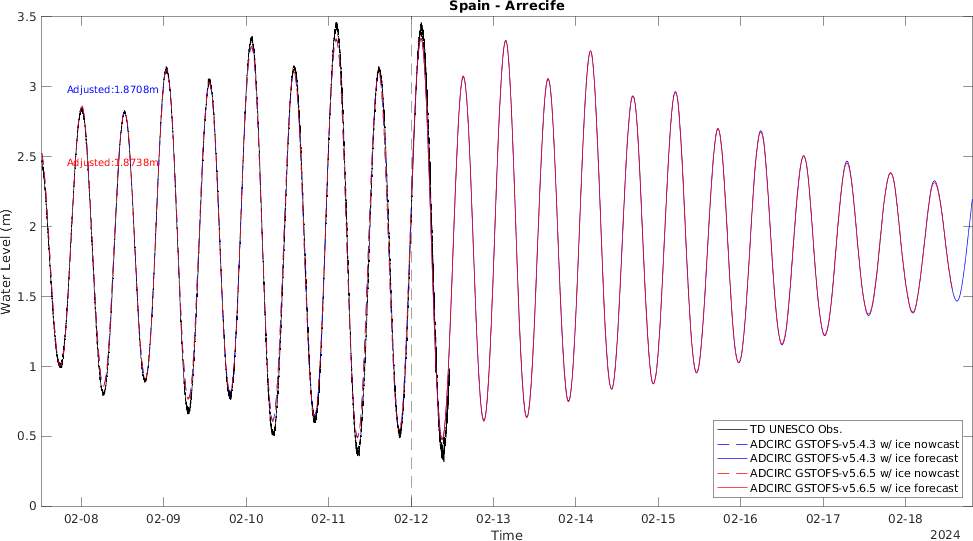 Spain - Arrecife
3.5
3
2.5
2
1.5
1
0.5
0
Water Level (m)
Adjusted:1.8708m
Adjusted:1.8738m
TD UNESCO Obs.
ADCIRC GSTOFS-v5.4.3 w/ ice nowcast
ADCIRC GSTOFS-v5.4.3 w/ ice forecast
ADCIRC GSTOFS-v5.6.5 w/ ice nowcast
ADCIRC GSTOFS-v5.6.5 w/ ice forecast
02-08 02-09 02-10 02-11 02-12 02-13 02-14 02-15 02-16 02-17 02-18
Time
2024